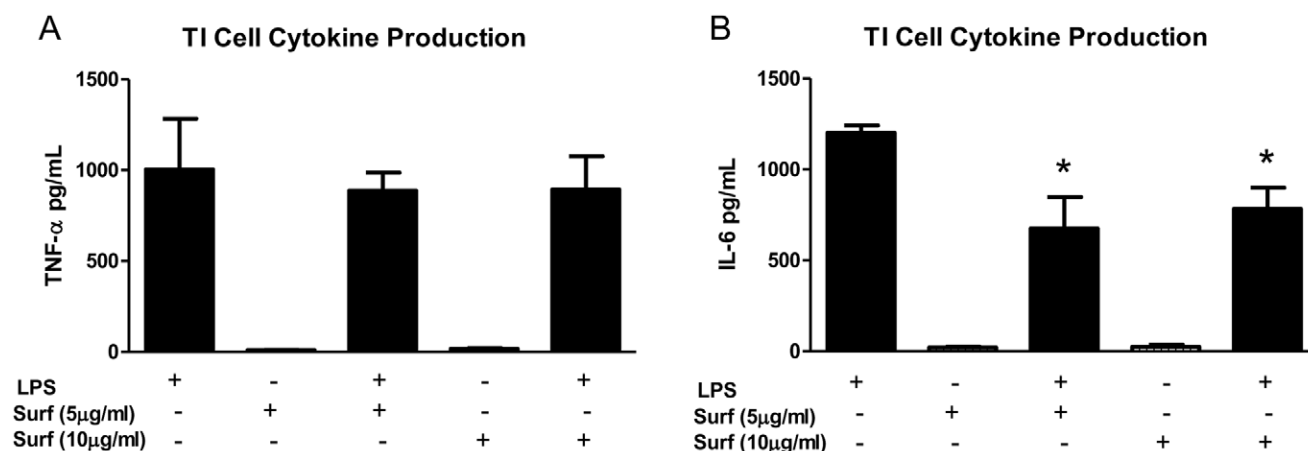 A
TI Cell Cytokine Production
1500
1000
500
0
TNF-α pg/mL
LPS + - + - +
Surf (5µg/ml) - + + - -
Surf (10µg/ml) - - - + +
B
TI Cell Cytokine Production
1500
1000
500
0
IL-6 pg/mL
* *
LPS + - + - +
Surf (5µg/ml) - + + - -
Surf (10µg/ml) - - - + +